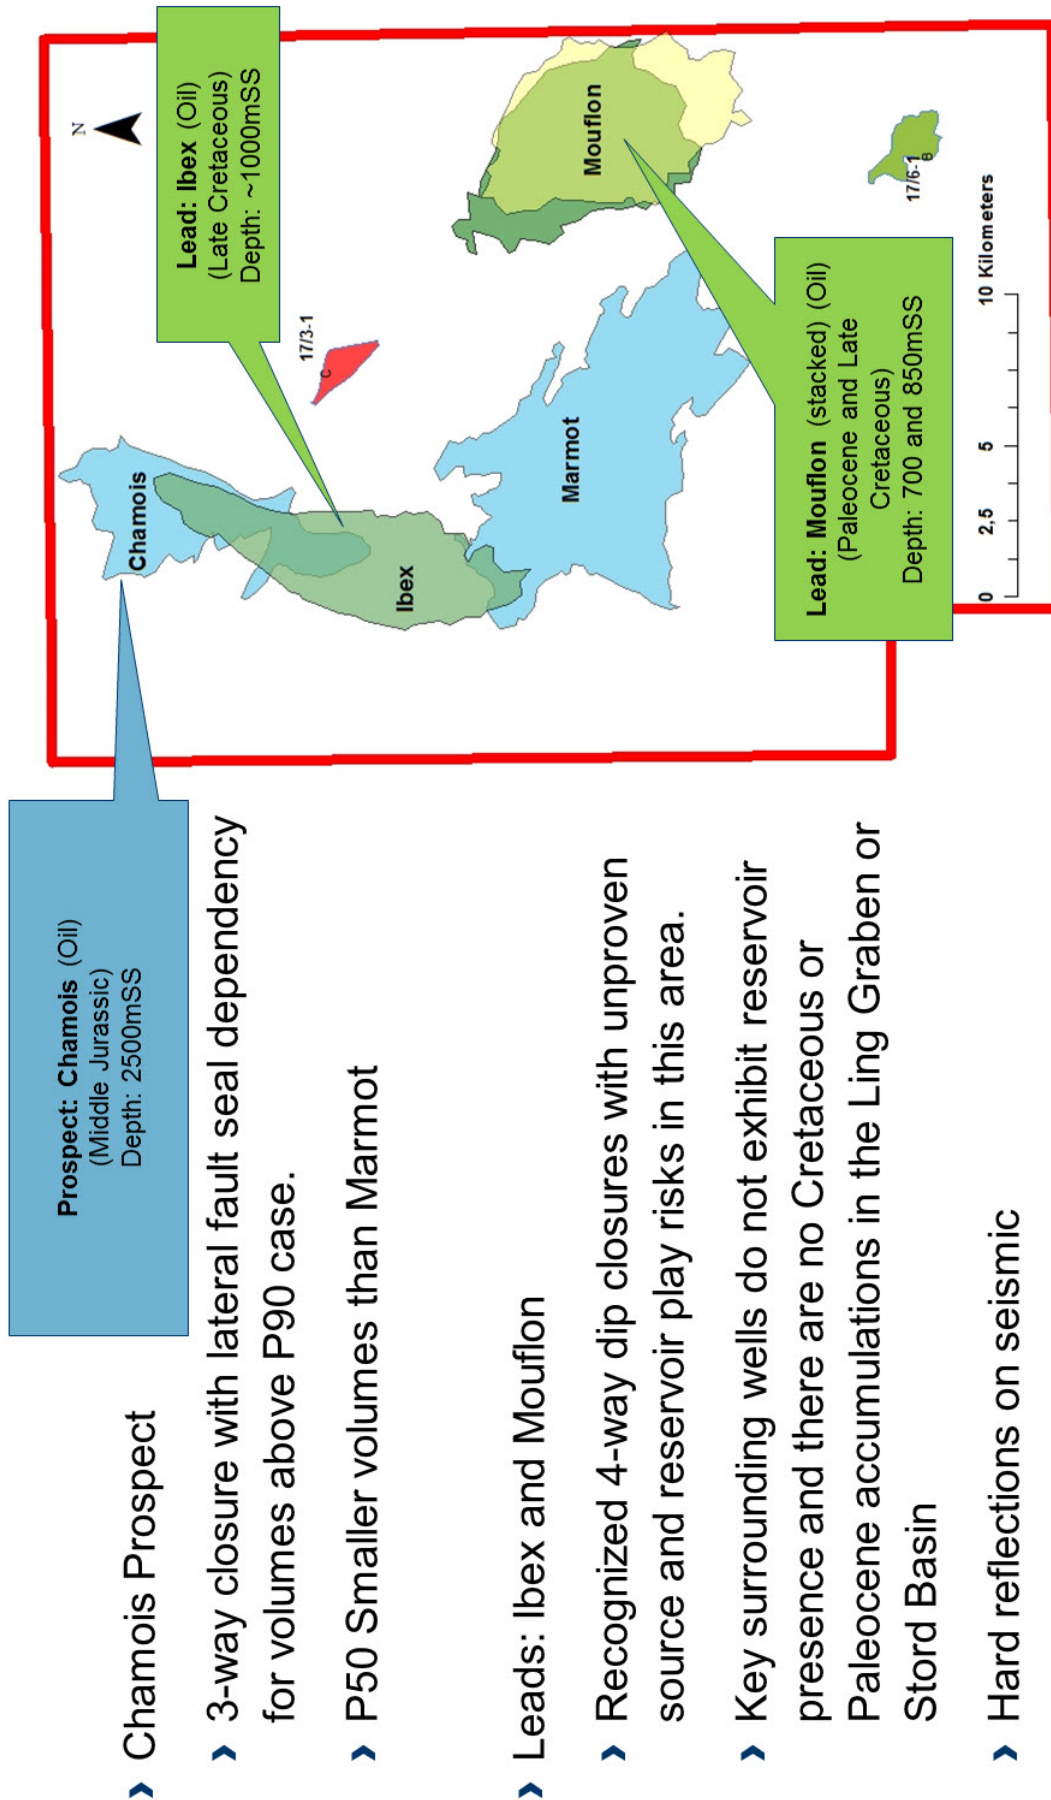 Prospect: Chamois (Oil)
(Middle Jurassic)
Depth: 2500mSS
› Chamois Prospect
› 3-way closure with lateral fault seal dependency
for volumes above P90 case.
› P50 Smaller volumes than Marmot
› Leads: Ibex and Mouflon
› Recognized 4-way dip closures with unproven
source and reservoir play risks in this area.
› Key surrounding wells do not exhibit reservoir
presence and there are no Cretaceous or
Paleocene accumulations in the Ling Graben or
Stord Basin
› Hard reflections on seismic
N
Lead: Ibex (Oil)
(Late Cretaceous)
Depth: ~1000mSS
Chamois
17/3-1
C
Ibex
Marmot
Mouflon
Lead: Mouflon (stacked) (Oil)
(Paleocene and Late
Cretaceous)
Depth: 700 and 850mSS
17/6-1
B
0 2,5 5 10 Kilometers